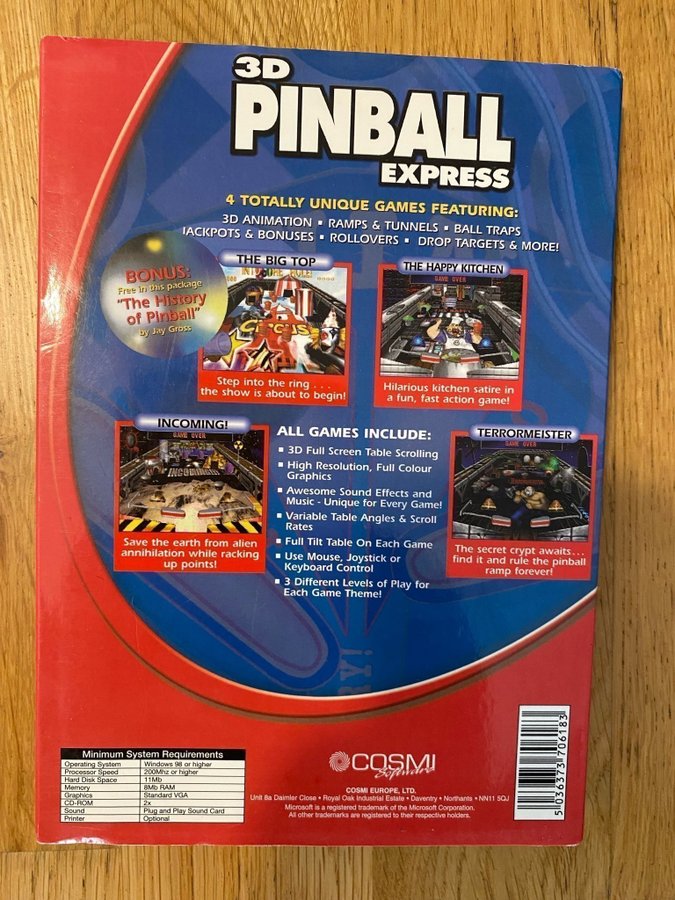 3D
PINBALL
EXPRESS
4 TOTALLY UNIQUE GAMES FEATURING:
3D ANIMATION ▪ RAMPS & TUNNELS ▪ BALL TRAPS
JACKPOTS & BONUSES ▪ ROLLOVERS ▪ DROP TARGETS & MORE!
BONUS:
Free in this package
"The History
of Pinball"
by Jay Gross
THE BIG TOP
INTO THE HOLE!
CIRCUS
Step into the ring . . .
the show is about to begin!
THE HAPPY KITCHEN
GAME OVER
Hilarious kitchen satire in
a fun, fast action game!
INCOMING!
GAME OVER
INCOMING!
Save the earth from alien
annihilation while racking
up points!
ALL GAMES INCLUDE:
▪ 3D Full Screen Table Scrolling
▪ High Resolution, Full Colour
Graphics
▪ Awesome Sound Effects and
Music - Unique for Every Game!
▪ Variable Table Angles & Scroll
Rates
▪ Full Tilt Table On Each Game
▪ Use Mouse, Joystick or
Keyboard Control
▪ 3 Different Levels of Play for
Each Game Theme!
TERRORMEISTER
GAME OVER
The secret crypt awaits...
find it and rule the pinball
ramp forever!
RY!
Minimum System Requirements
Operating System Windows 98 or higher
Processor Speed 200Mhz or higher
Hard Disk Space 11Mb
Memory 8Mb RAM
Graphics Standard VGA
CD-ROM 2x
Sound Plug and Play Sound Card
Printer Optional
COSMI
Software
COSMI EUROPE, LTD.
Unit 8a Daimler Close • Royal Oak Industrial Estate • Daventry • Northants • NN11 5QJ
Microsoft is a registered trademark of the Microsoft Corporation.
All other trademarks are registered to their respective holders.
5 036373 706183